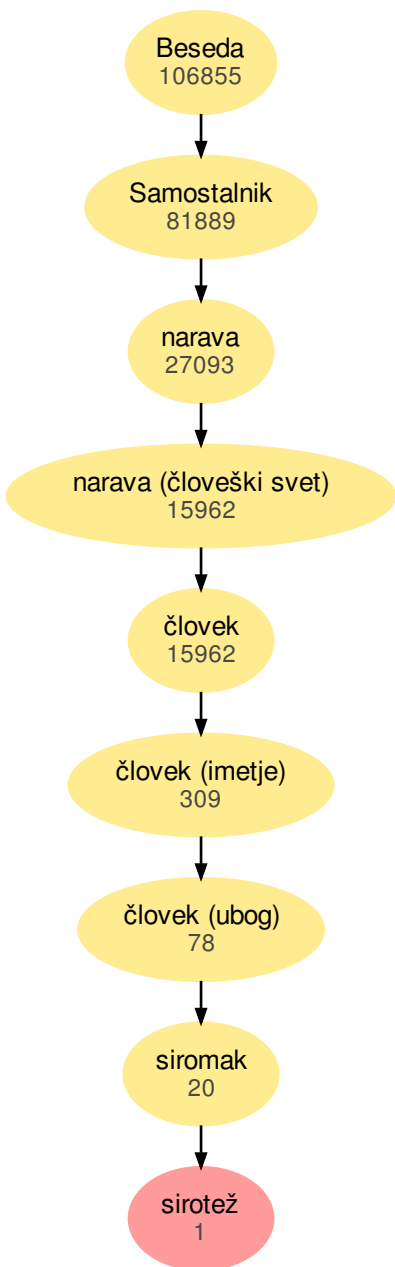 Beseda
106855
Samostalnik
81889
narava
27093
narava (človeški svet)
15962
človek
15962
človek (imetje)
309
človek (ubog)
78
siromak
20
sirotež
1